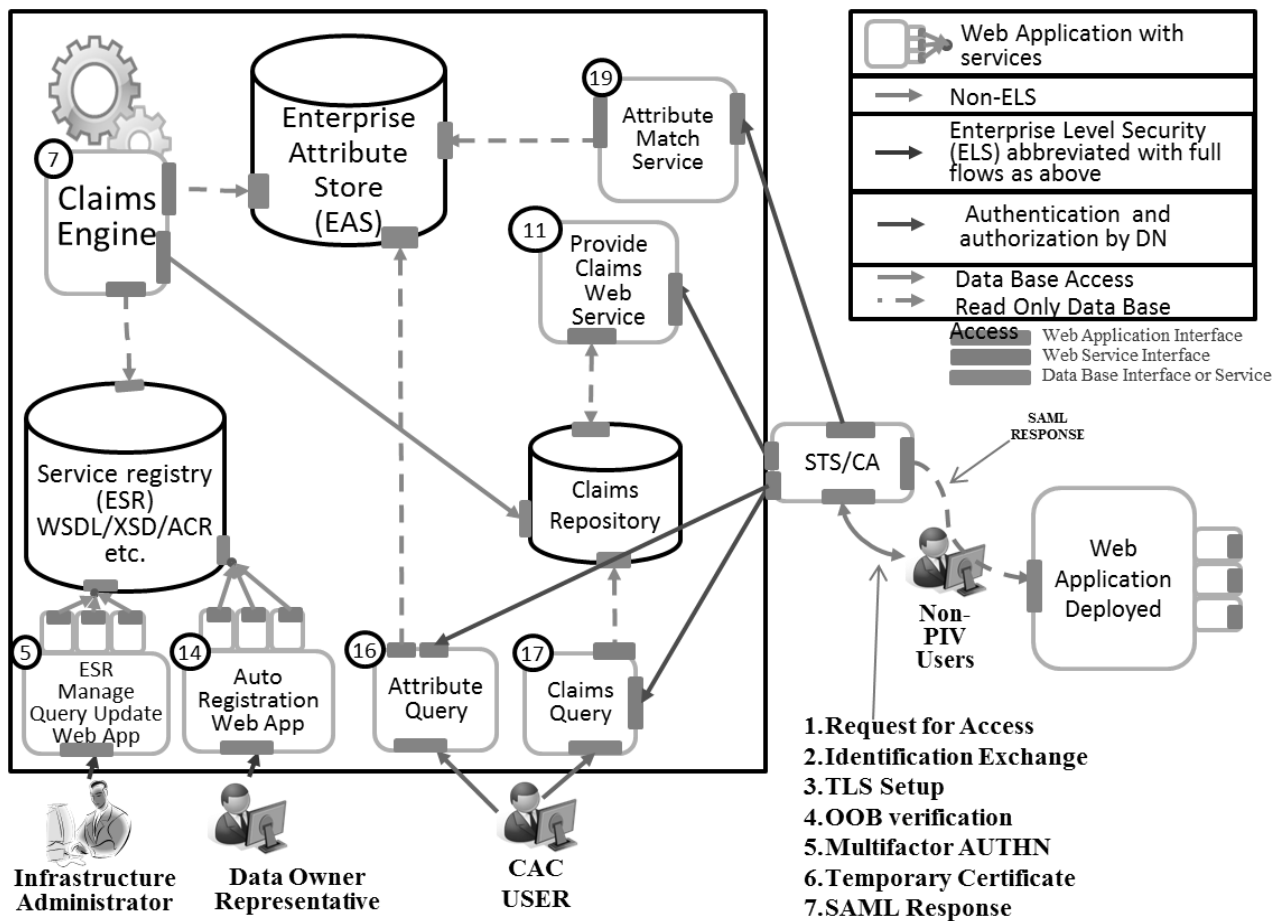 7
Claims
Engine
Enterprise
Attribute
Store
(EAS)
19
Attribute
Match
Service
11
Provide
Claims
Web
Service
Service registry
(ESR)
WSDL/XSD/ACR
etc.
Claims
Repository
5
ESR
Manage
Query Update
Web App
14
Auto
Registration
Web App
16
Attribute
Query
17
Claims
Query
Infrastructure
Administrator
Data Owner
Representative
CAC
USER
STS/CA
SAML
RESPONSE
Non-
PIV
Users
Web
Application
Deployed
Web Application with
services
Non-ELS
Enterprise Level Security
(ELS) abbreviated with full
flows as above
Authentication and
authorization by DN
Data Base Access
Read Only Data Base
Access
Web Application Interface
Web Service Interface
Data Base Interface or Service
1.Request for Access
2.Identification Exchange
3.TLS Setup
4.OOB verification
5.Multifactor AUTHN
6.Temporary Certificate
7.SAML Response